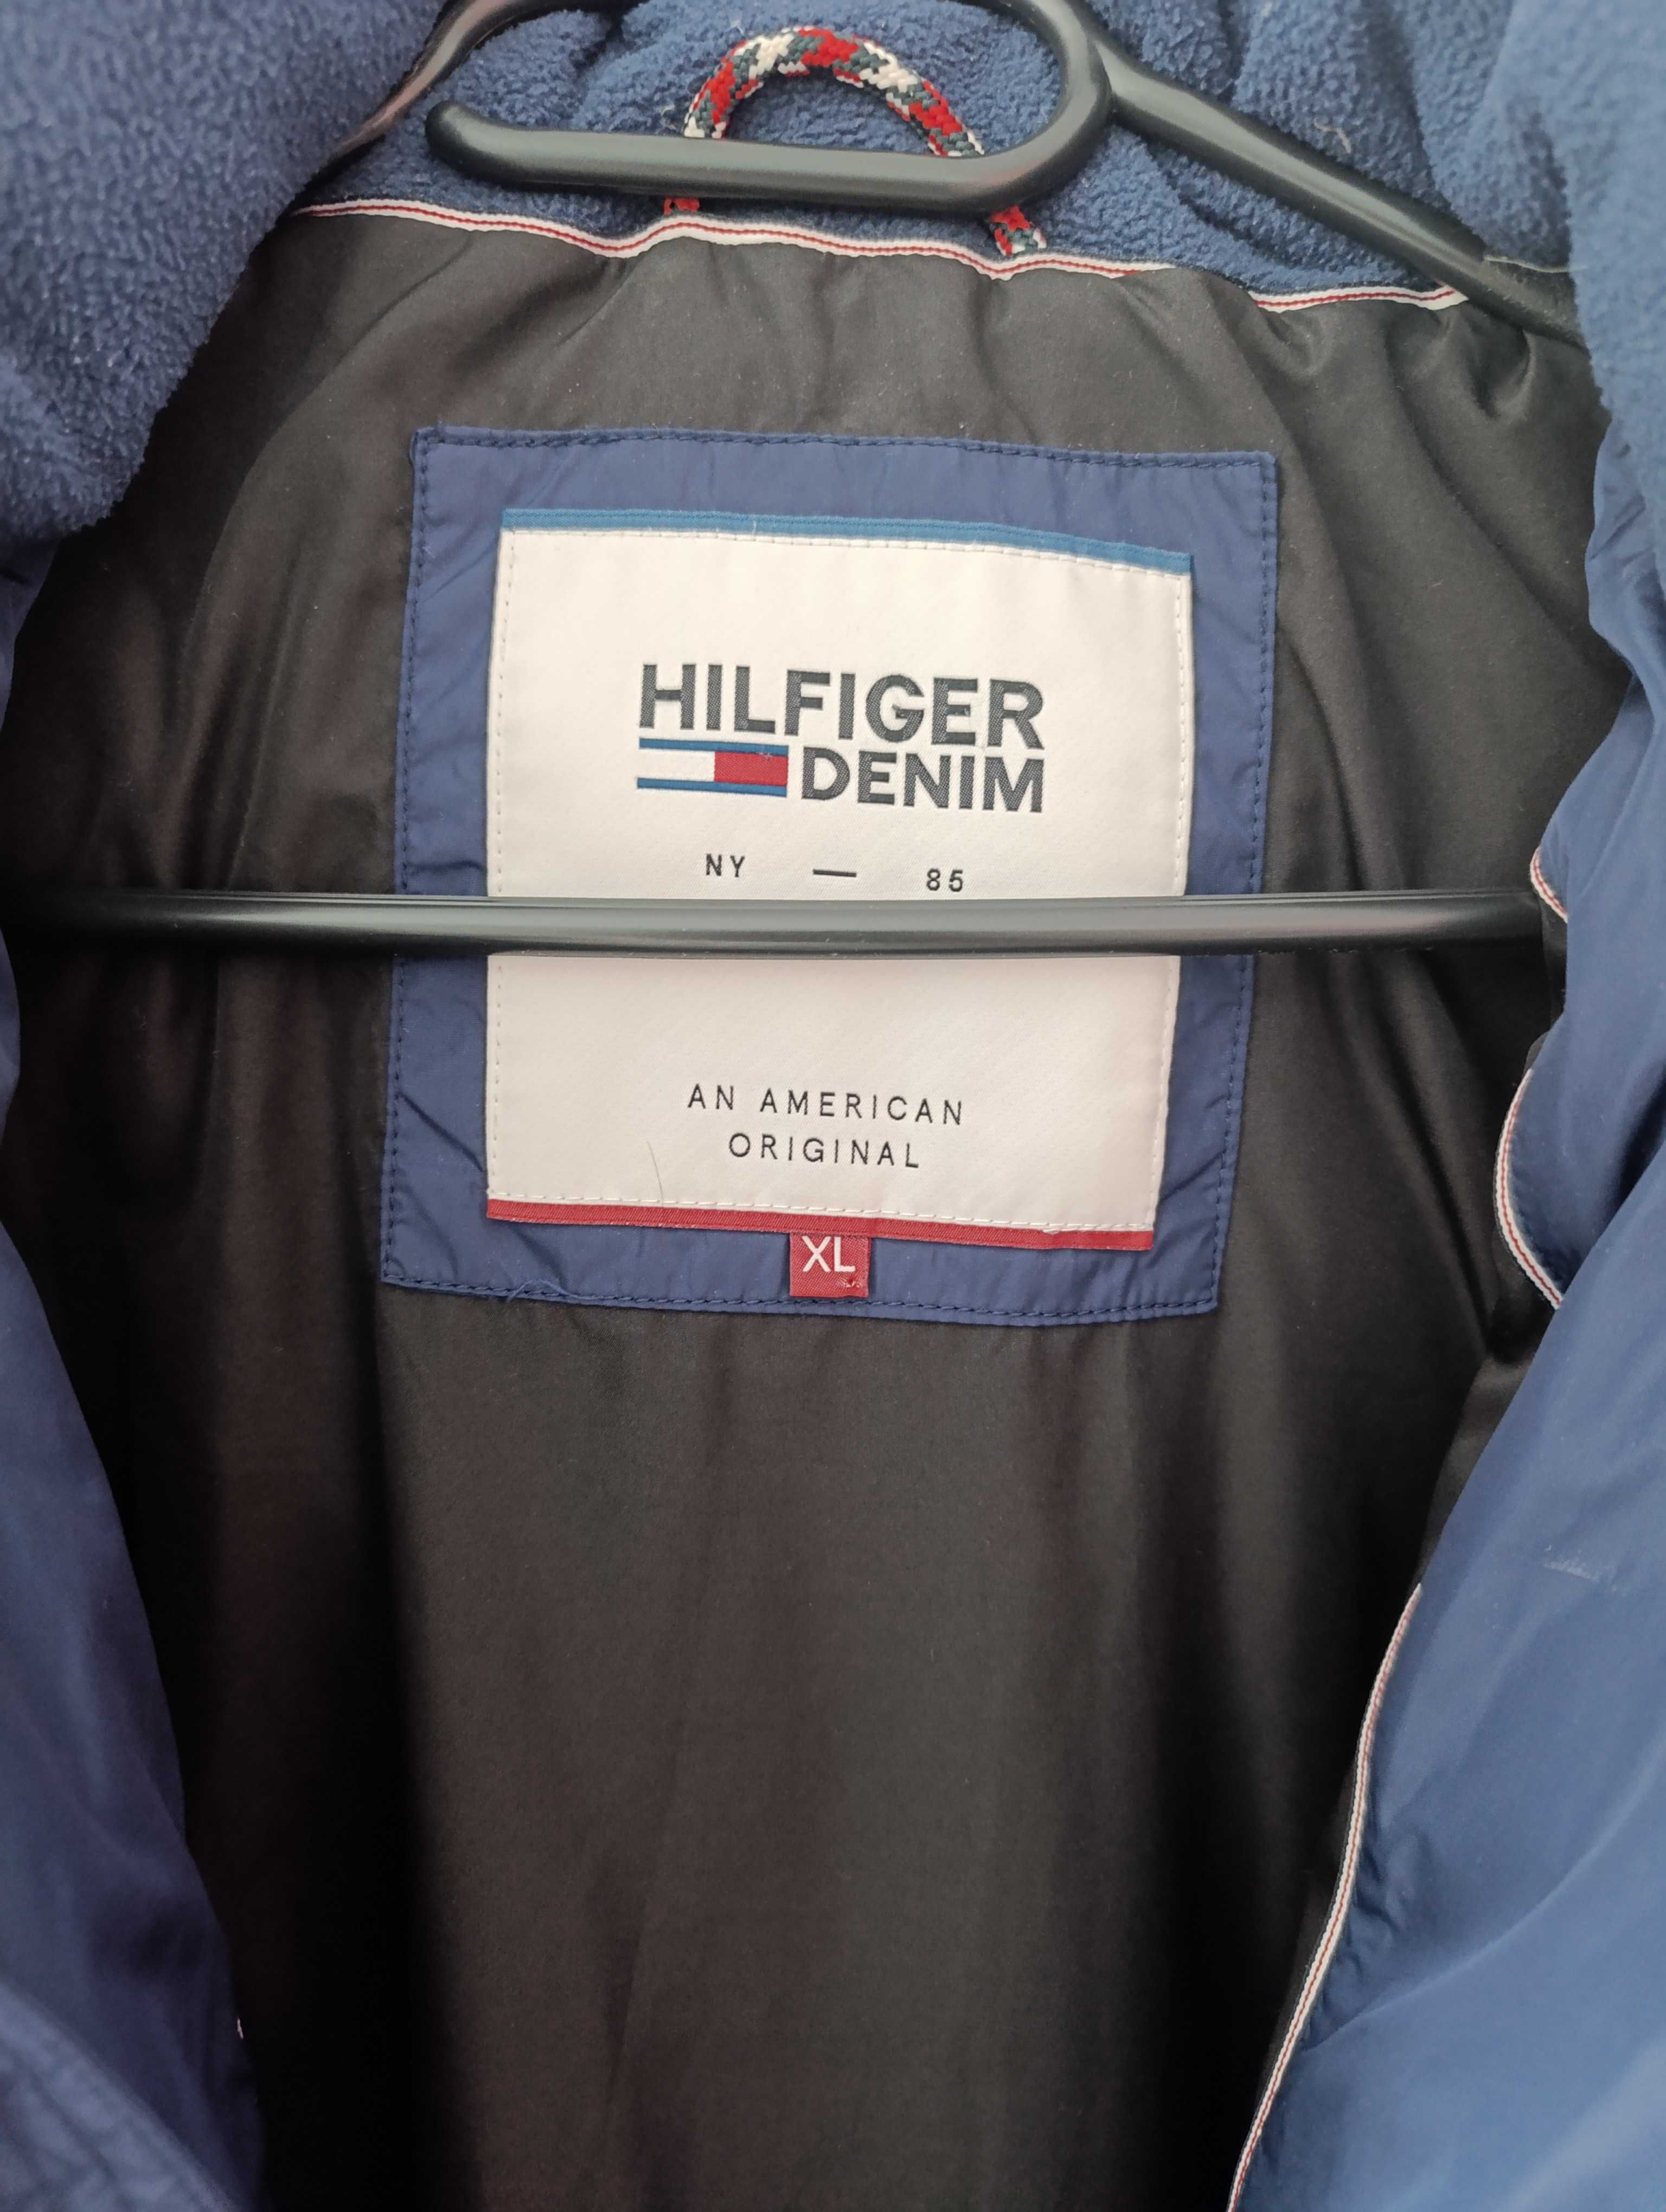 HILFIGER
DENIM
NY — 85
AN AMERICAN
ORIGINAL
XL